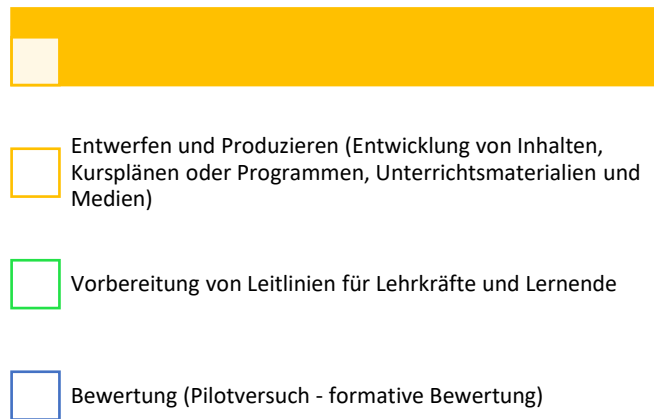 Entwerfen und Produzieren (Entwicklung von Inhalten,
Kursplänen oder Programmen, Unterrichtsmaterialien und
Medien)
Vorbereitung von Leitlinien für Lehrkräfte und Lernende
Bewertung (Pilotversuch - formative Bewertung)